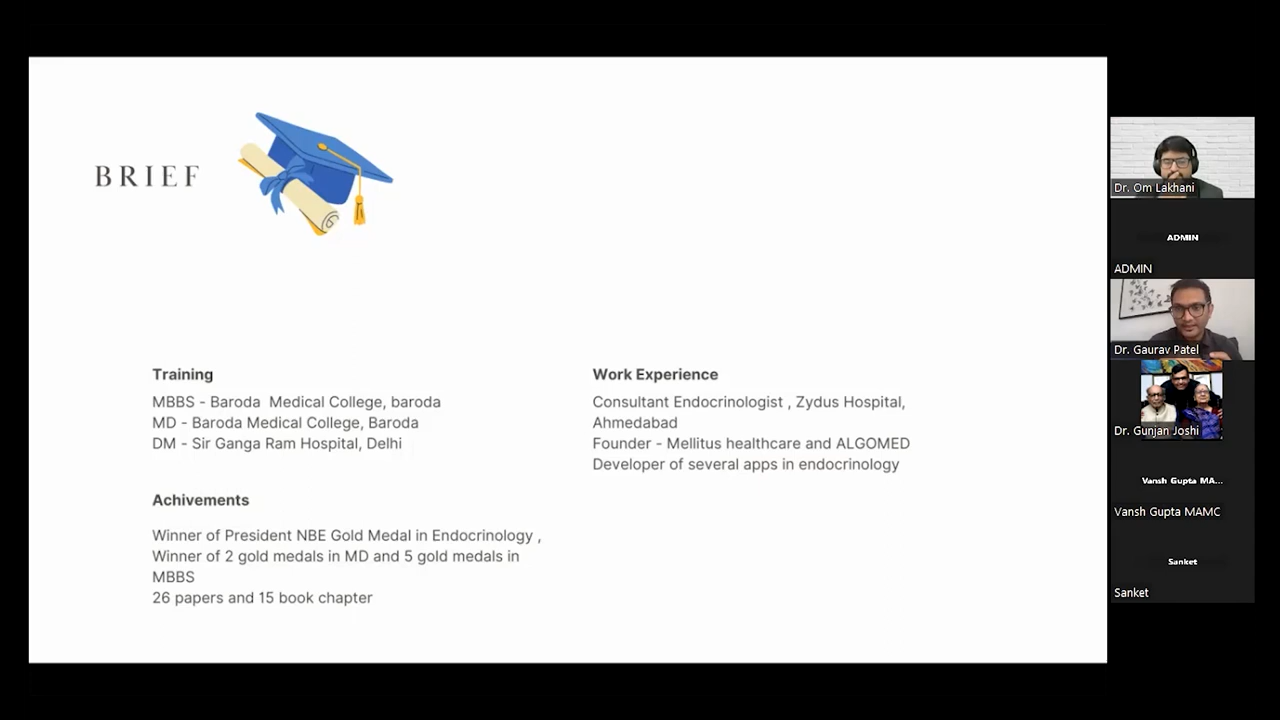 BRIEF
Training
MBBS - Baroda  Medical College, baroda
MD - Baroda Medical College, Baroda
DM - Sir Ganga Ram Hospital, Delhi
Achivements
Winner of President NBE Gold Medal in Endocrinology ,
Winner of 2 gold medals in MD and 5 gold medals in
MBBS
26 papers and 15 book chapter
Work Experience
Consultant Endocrinologist , Zydus Hospital,
Ahmedabad
Founder - Mellitus healthcare and ALGOMED
Developer of several apps in endocrinology
Dr. Om Lakhani
ADMIN
ADMIN
Dr. Gaurav Patel
Dr. Gunjan Joshi
Vansh Gupta MA...
Vansh Gupta MAMC
Sanket
Sanket